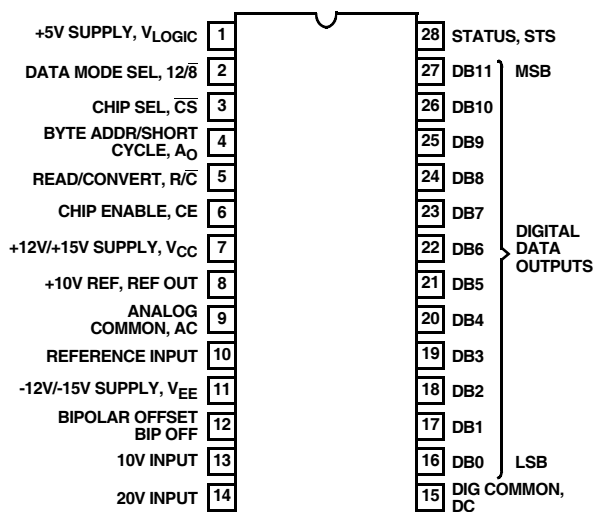 +5V SUPPLY, VLOGIC 1
DATA MODE SEL, 12/8̅ 2
CHIP SEL, C̅S̅ 3
BYTE ADDR/SHORT
CYCLE, AO 4
READ/CONVERT, R/C̅ 5
CHIP ENABLE, CE 6
+12V/+15V SUPPLY, VCC 7
+10V REF, REF OUT 8
ANALOG
COMMON, AC 9
REFERENCE INPUT 10
-12V/-15V SUPPLY, VEE 11
BIPOLAR OFFSET
BIP OFF 12
10V INPUT 13
20V INPUT 14
28 STATUS, STS
27 DB11 MSB
26 DB10
25 DB9
24 DB8
23 DB7
22 DB6
21 DB5
20 DB4
19 DB3
18 DB2
17 DB1
16 DB0 LSB
15 DIG COMMON,
DC
DIGITAL
DATA
OUTPUTS